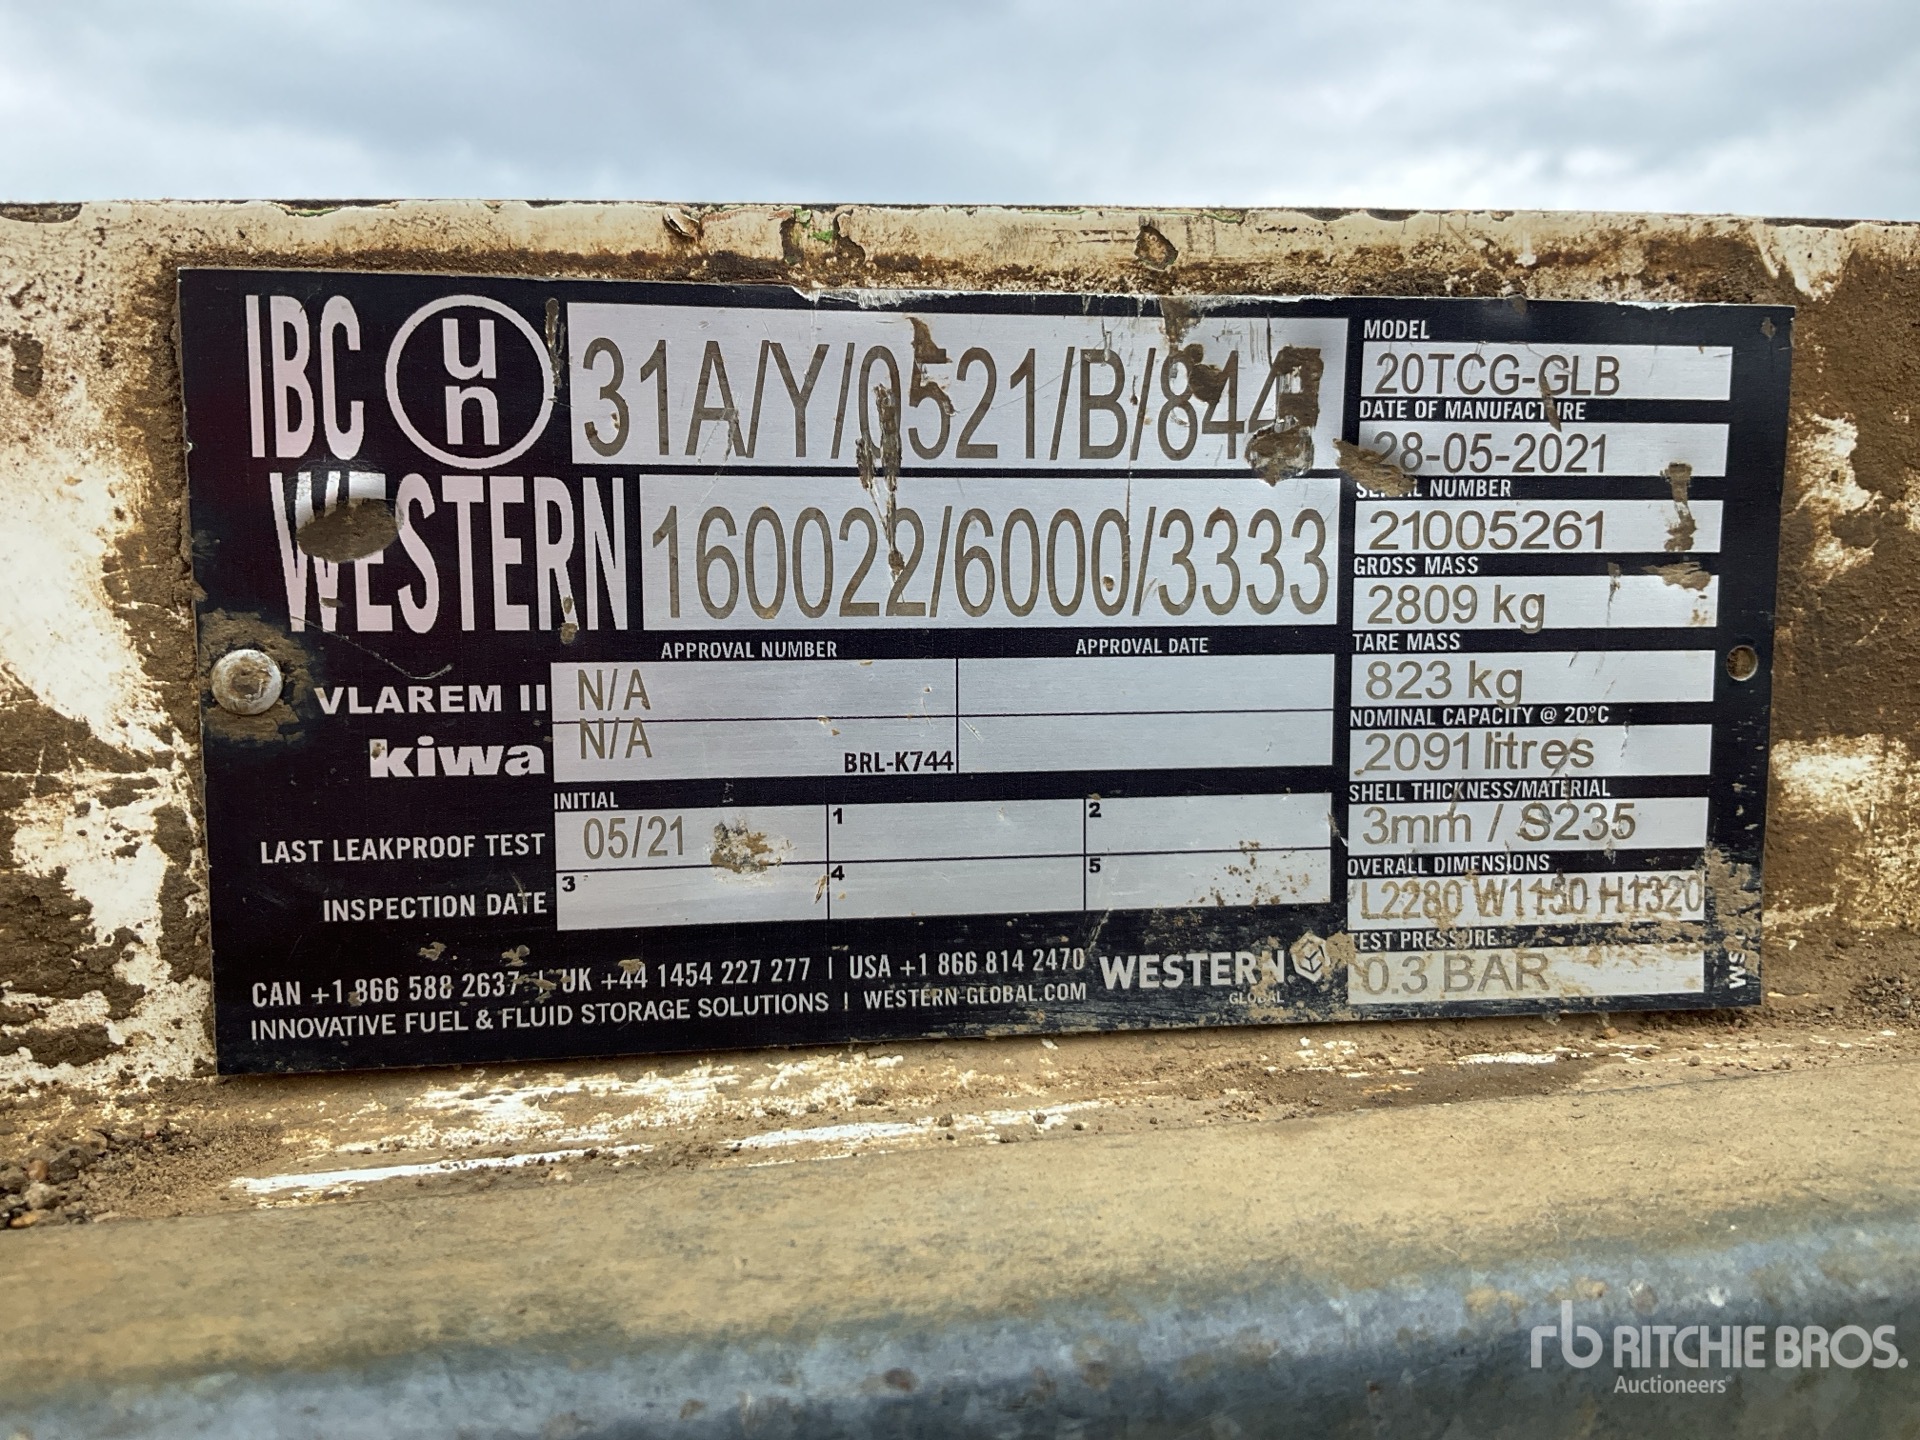 IBC un 31A/Y/0521/B/844
WESTERN 160022/6000/3333
APPROVAL NUMBER APPROVAL DATE
VLAREM II N/A
kiwa N/A BRL-K744
LAST LEAKPROOF TEST
INSPECTION DATE
INITIAL 05/21 1 2
3 4 5
CAN +1 866 588 2637 | UK +44 1454 227 277 | USA +1 866 814 2470
INNOVATIVE FUEL & FLUID STORAGE SOLUTIONS | WESTERN-GLOBAL.COM
WESTERN
GLOBAL
MODEL
20TCG-GLB
DATE OF MANUFACTURE
28-05-2021
SERIAL NUMBER
21005261
GROSS MASS
2809 kg
TARE MASS
823 kg
NOMINAL CAPACITY @ 20°C
2091 litres
SHELL THICKNESS/MATERIAL
3mm / S235
OVERALL DIMENSIONS
L2280 W1150 H1320
TEST PRESSURE
0.3 BAR
rb RITCHIE BROS.
Auctioneers